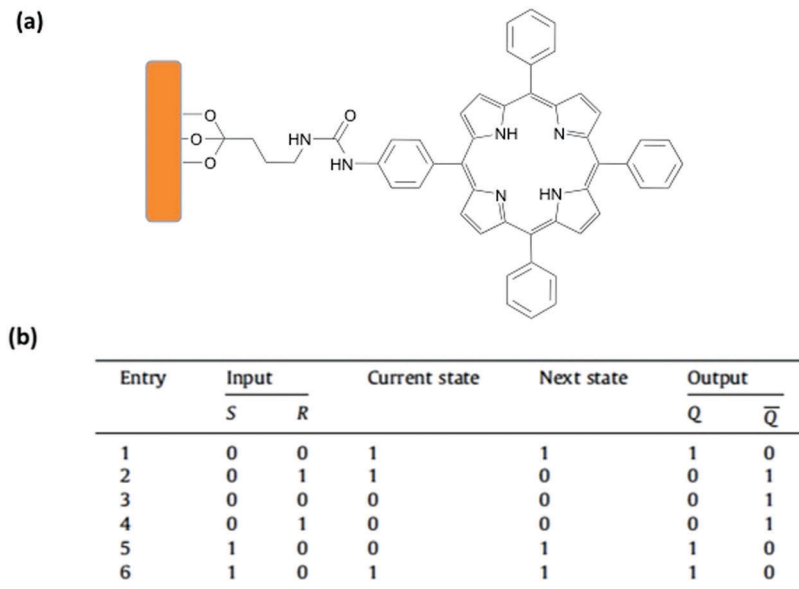 (a)
O
O
O
HN
O
HN
NH
N
N
HN
(b)
Entry Input Current state Next state Output
S R Q Q̅
1 0 0 1 1 1 0
2 0 1 1 0 0 1
3 0 0 0 0 0 1
4 0 1 0 0 0 1
5 1 0 0 1 1 0
6 1 0 1 1 1 0